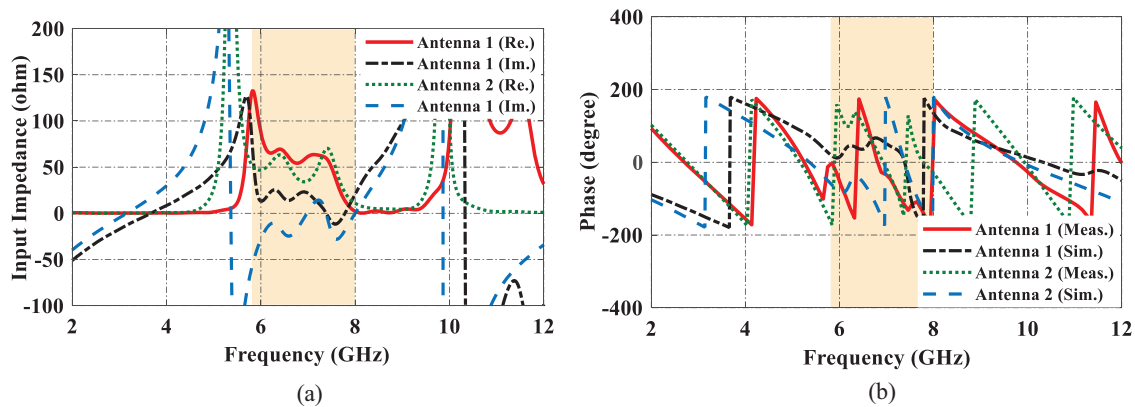 200
150
100
50
0
-50
-100
2
4
6
8
10
12
Input Impedance (ohm)
Frequency (GHz)
Antenna 1 (Re.)
Antenna 1 (Im.)
Antenna 2 (Re.)
Antenna 1 (Im.)
(a)
400
200
0
-200
-400
2
4
6
8
10
12
Phase (degree)
Frequency (GHz)
Antenna 1 (Meas.)
Antenna 1 (Sim.)
Antenna 2 (Meas.)
Antenna 2 (Sim.)
(b)